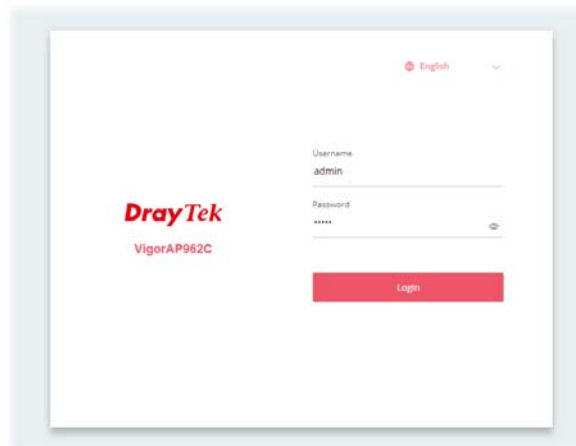 English
Username
admin
DrayTek
VigorAP962C
Password
•••••
Login